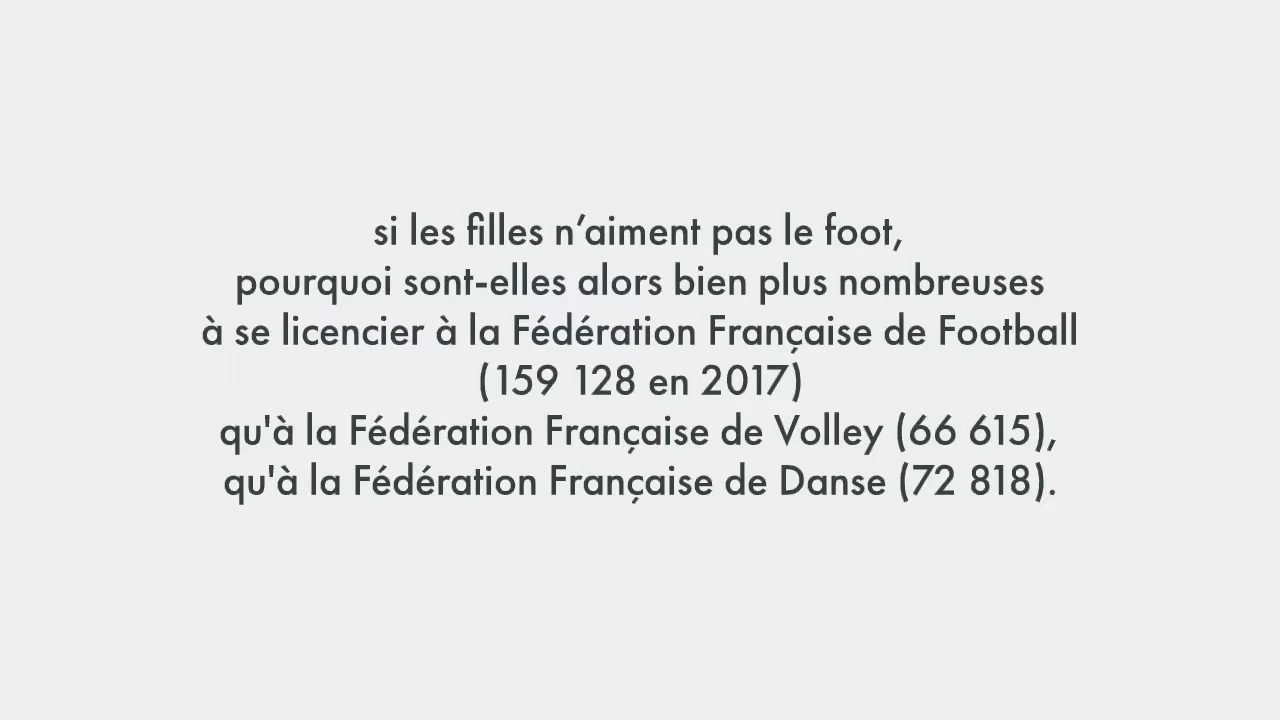 si les filles n’aiment pas le foot,
pourquoi sont-elles alors bien plus nombreuses
à se licencier à la Fédération Française de Football
(159 128 en 2017)
qu'à la Fédération Française de Volley (66 615),
qu'à la Fédération Française de Danse (72 818).